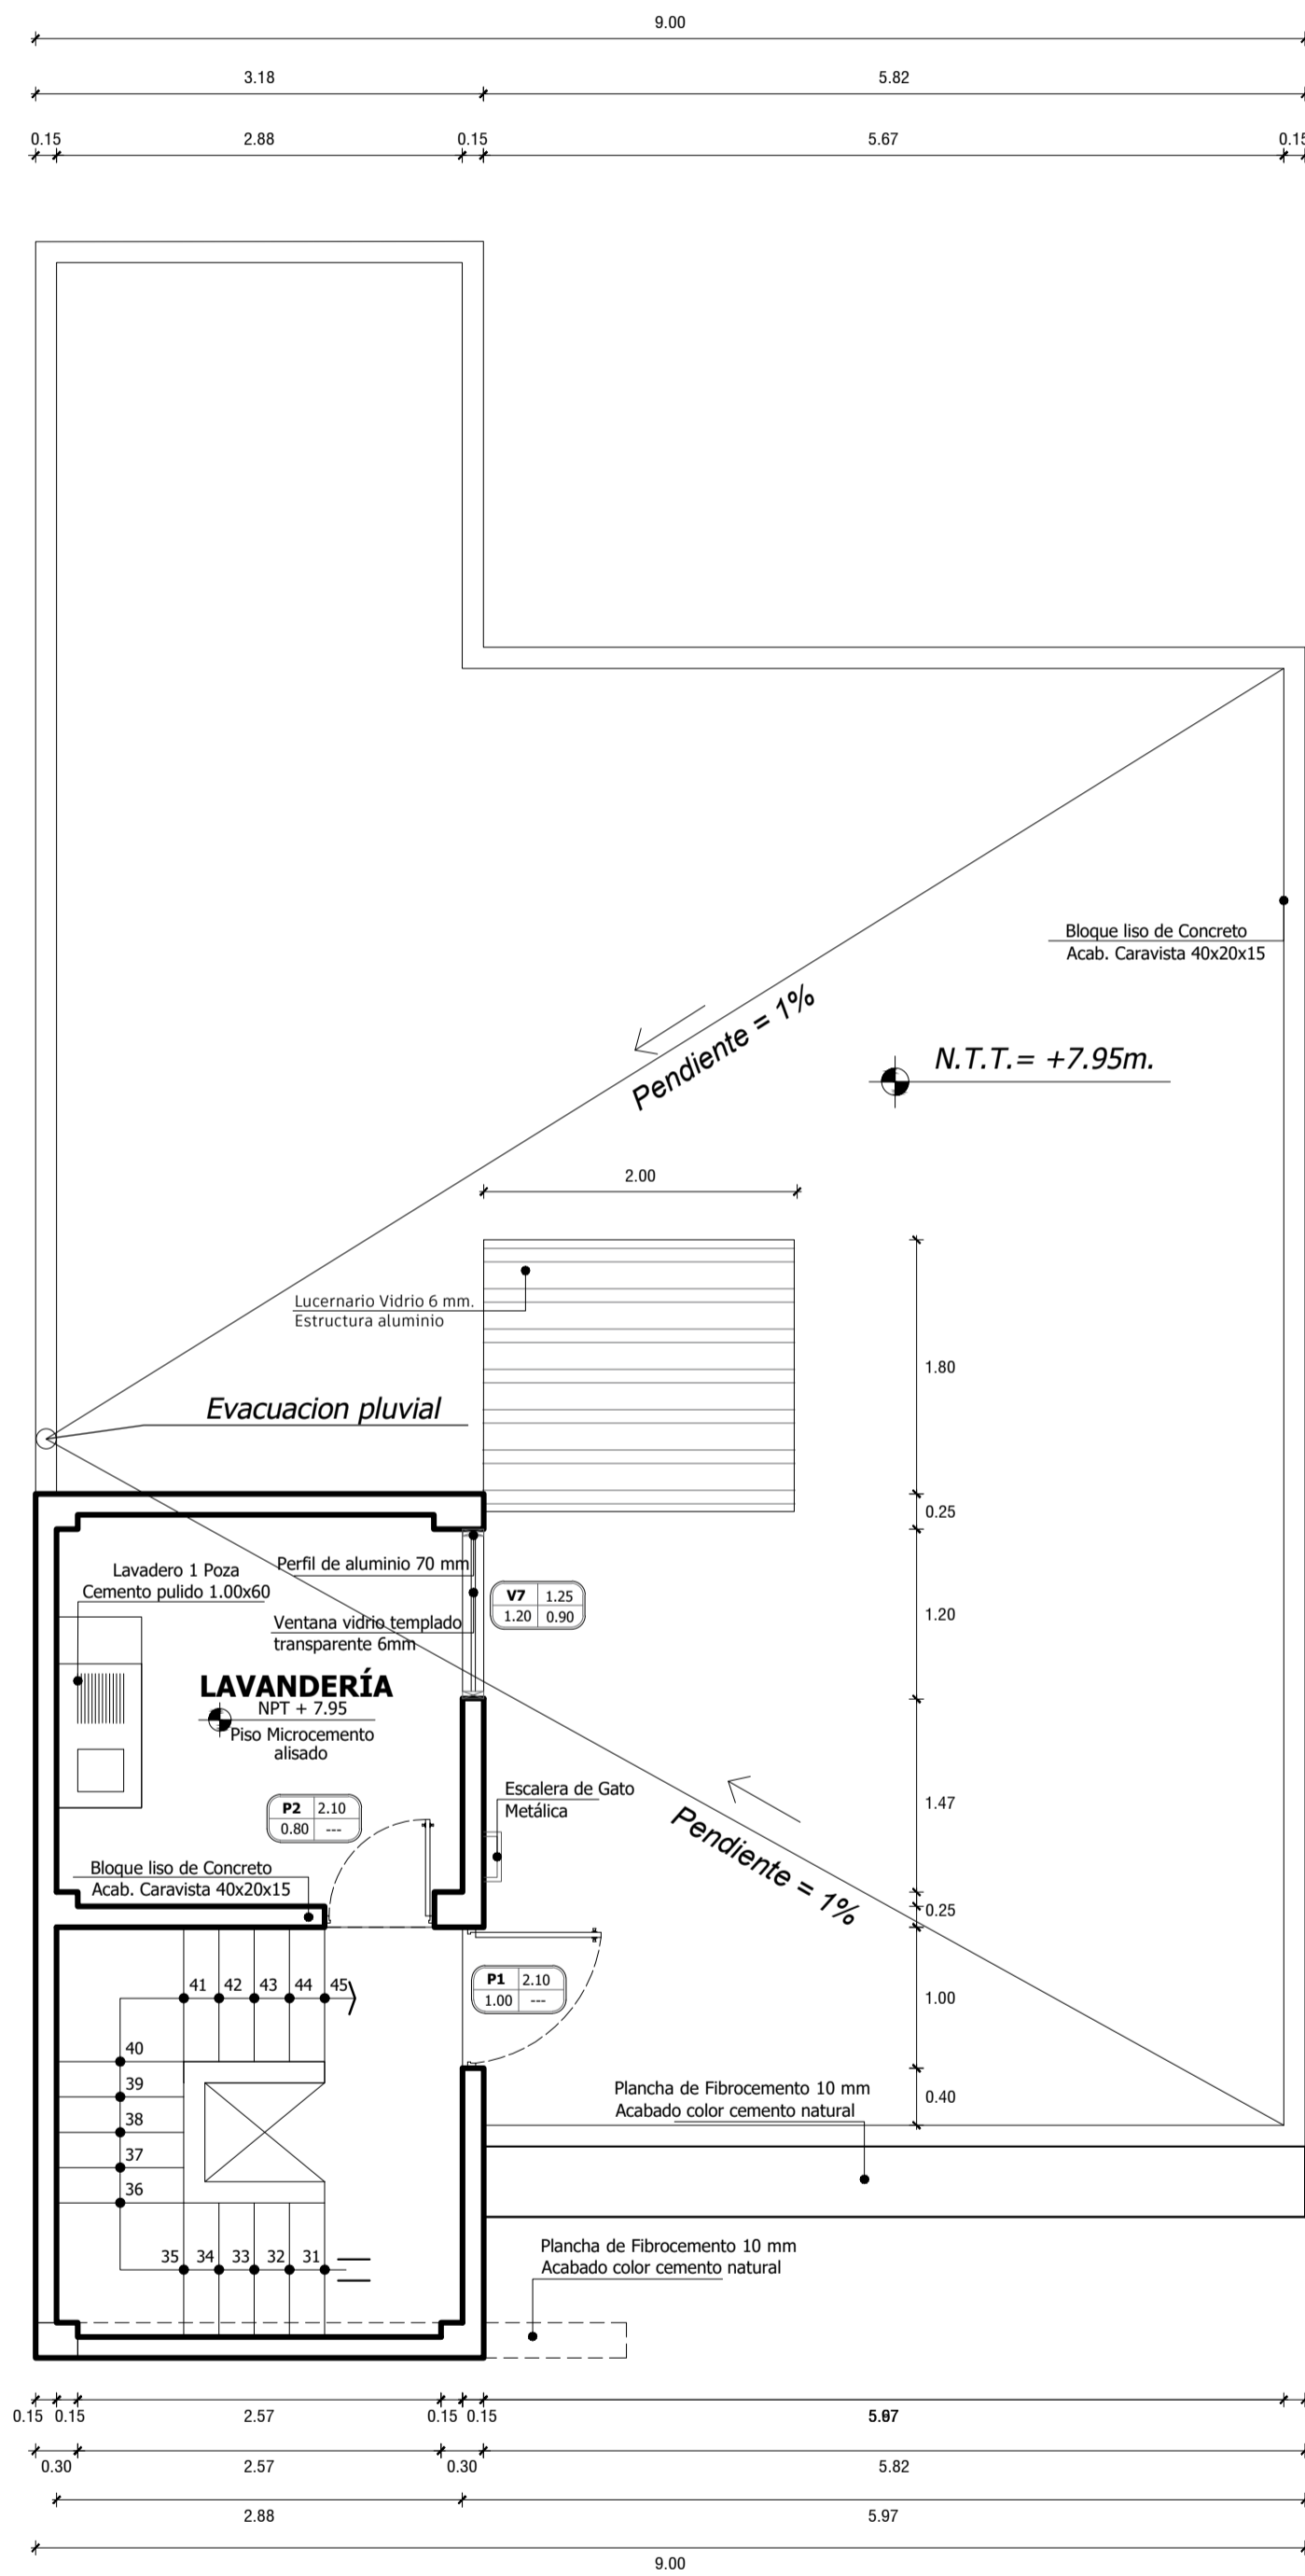 9.00
3.18 5.82
0.15 2.88 0.15 5.67 0.15
Bloque liso de Concreto
Acab. Caravista 40x20x15
Pendiente = 1%
N.T.T.= +7.95m.
2.00
Lucernario Vidrio 6 mm.
Estructura aluminio
1.80
Evacuacion pluvial
0.25
Lavadero 1 Poza
Cemento pulido 1.00x60
Perfil de aluminio 70 mm
V7 1.25
1.20 0.90
1.20
Ventana vidrio templado
transparente 6mm
LAVANDERÍA
NPT + 7.95
Piso Microcemento
alisado
Escalera de Gato
Metálica
P2 2.10
0.80 ---
1.47
Pendiente = 1%
Bloque liso de Concreto
Acab. Caravista 40x20x15
0.25
41 42 43 44 45
P1 2.10
1.00 ---
1.00
40
39
38
37
36
Plancha de Fibrocemento 10 mm
Acabado color cemento natural
0.40
35 34 33 32 31
Plancha de Fibrocemento 10 mm
Acabado color cemento natural
0.15 0.15 2.57 0.15 0.15
0.30 2.57 0.30 5.82
2.88 5.97
9.00